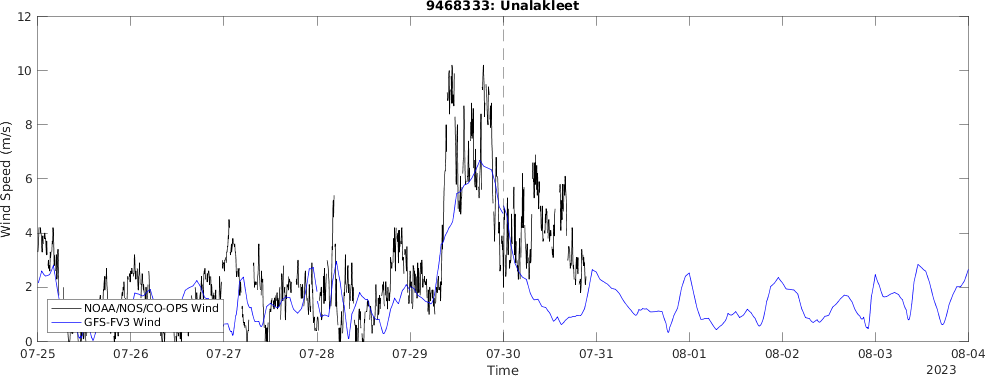 9468333: Unalakleet
12
10
8
6
4
2
0
Wind Speed (m/s)
NOAA/NOS/CO-OPS Wind
GFS-FV3 Wind
07-25 07-26 07-27 07-28 07-29 07-30 07-31 08-01 08-02 08-03 08-04
Time
2023